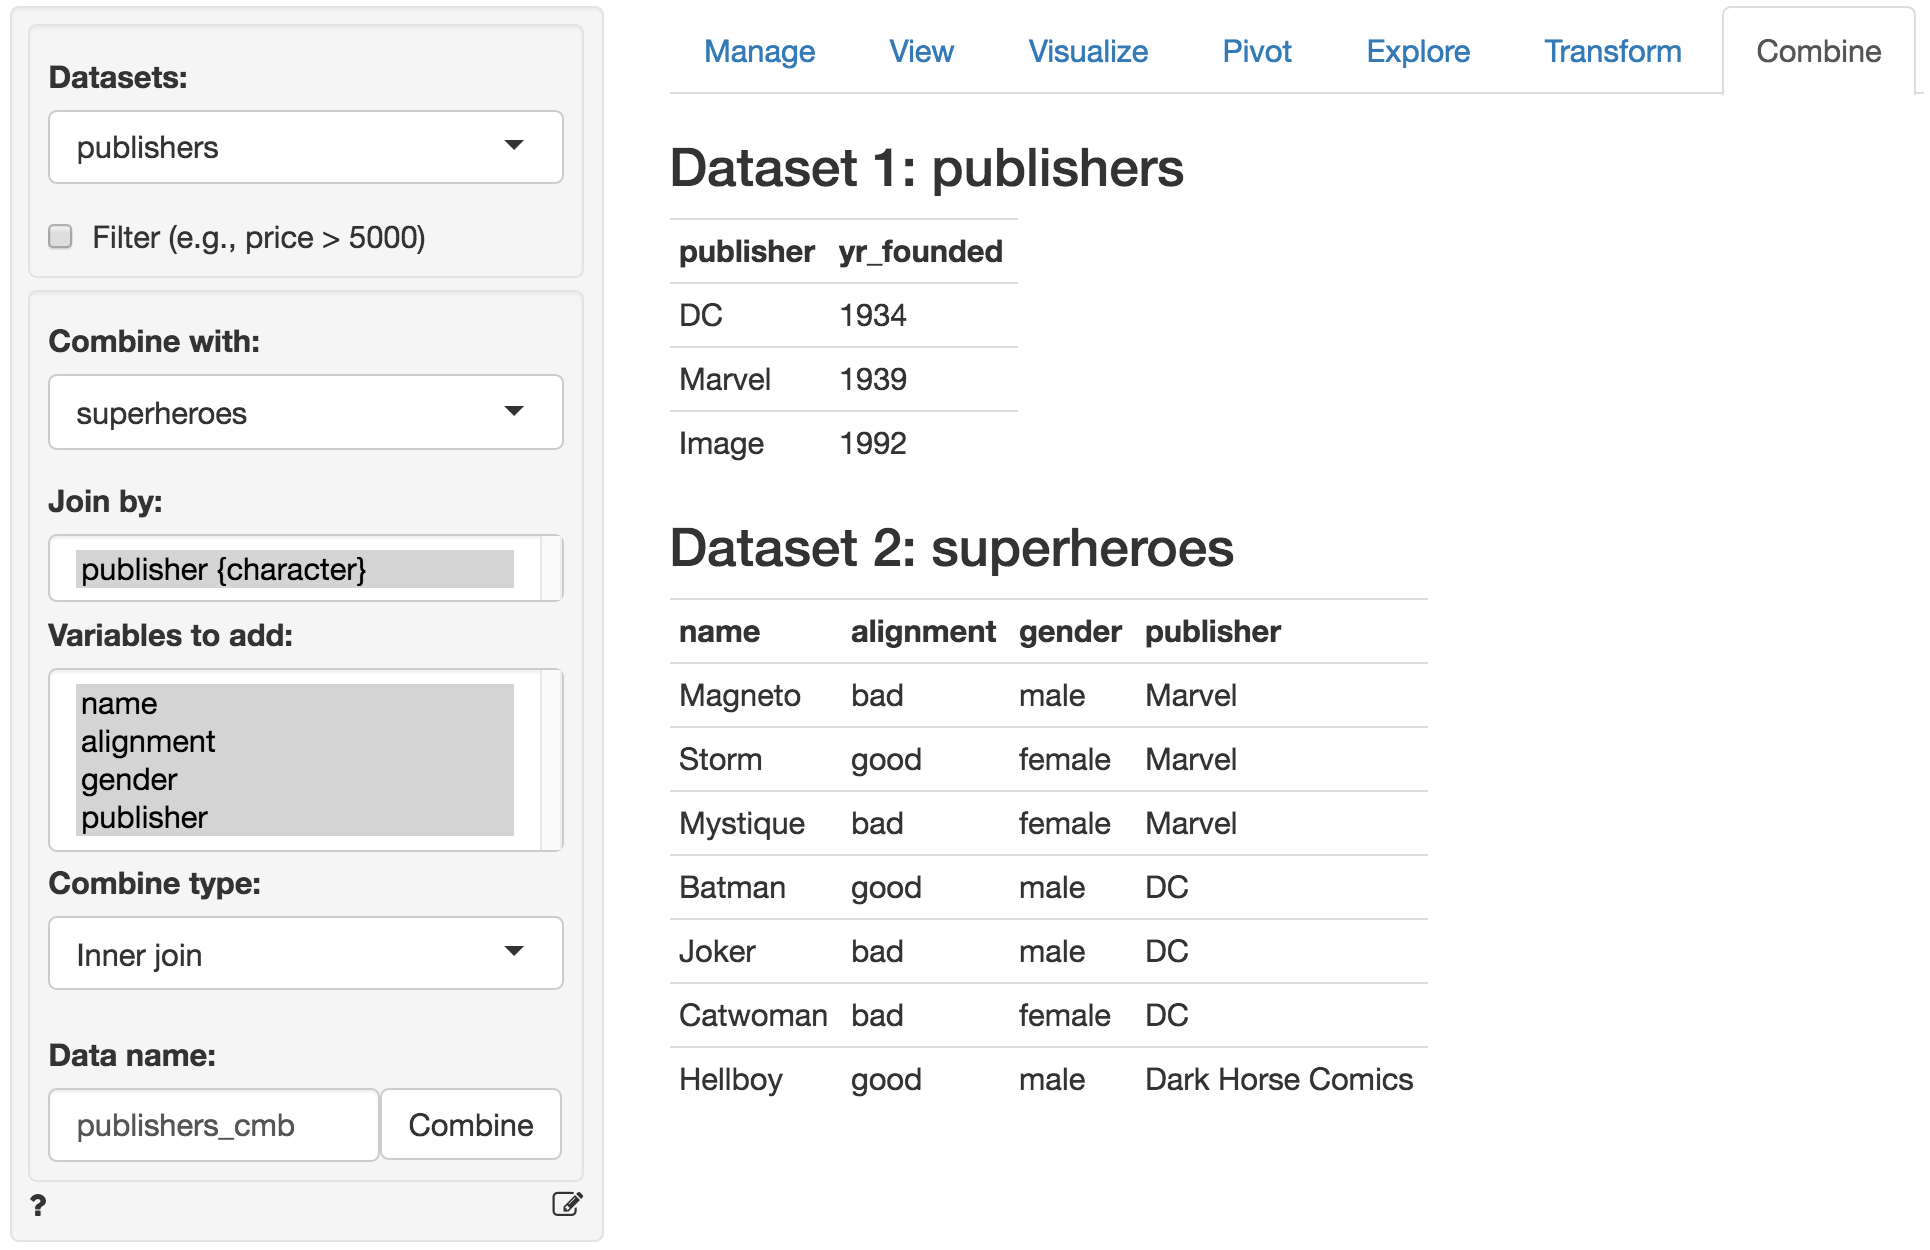 Datasets:
publishers
Filter (e.g., price > 5000)
Combine with:
superheroes
Join by:
publisher {character}
Variables to add:
name
alignment
gender
publisher
Combine type:
Inner join
Data name:
publishers_cmb Combine
?
Manage View Visualize Pivot Explore Transform Combine
Dataset 1: publishers
publisher yr_founded
DC 1934
Marvel 1939
Image 1992
Dataset 2: superheroes
name alignment gender publisher
Magneto bad male Marvel
Storm good female Marvel
Mystique bad female Marvel
Batman good male DC
Joker bad male DC
Catwoman bad female DC
Hellboy good male Dark Horse Comics